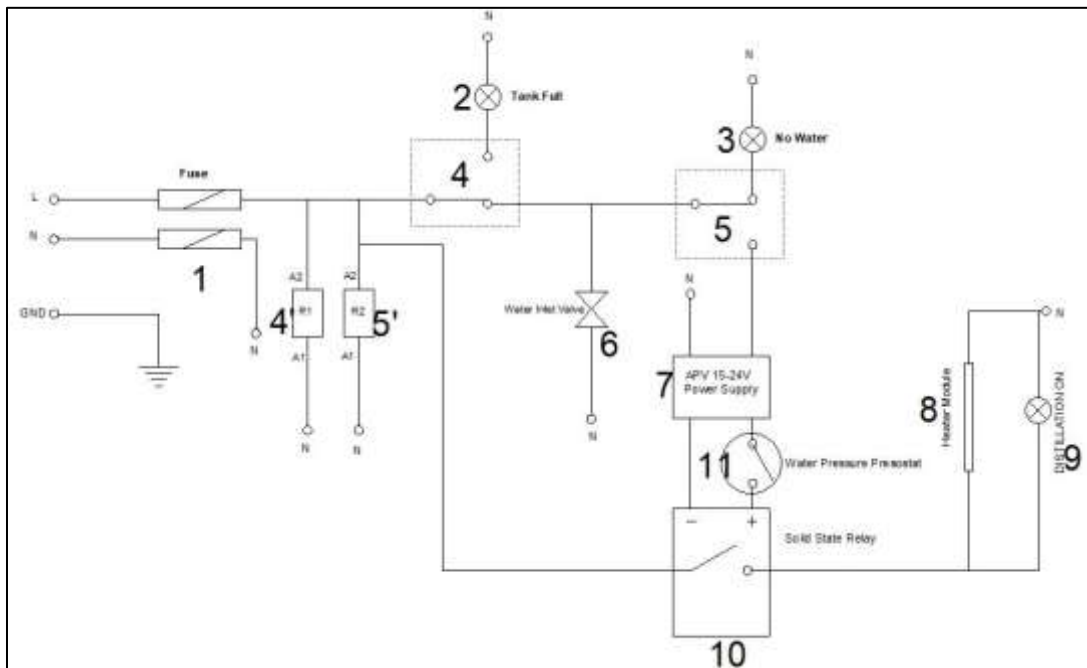 N
2
Tank Full
N
3
No Water
4
Fuse
L
N
1
5
A2
A2
N
Water Inlet Valve
6
GND
4'
R1
R2
5'
N
A1
A1
7
APV 15-24V
Power Supply
N
8
Heater Module
DISTILLATION ON
9
N
N
N
11
Water Pressure Presostat
-
+
Solid State Relay
10